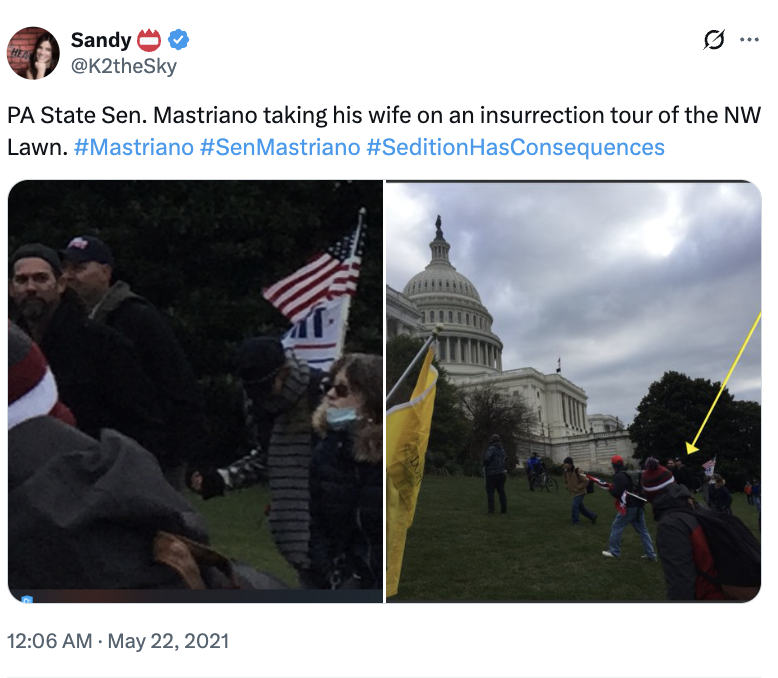 Sandy
@K2theSky
PA State Sen. Mastriano taking his wife on an insurrection tour of the NW
Lawn. #Mastriano #SenMastriano #SeditionHasConsequences
12:06 AM · May 22, 2021